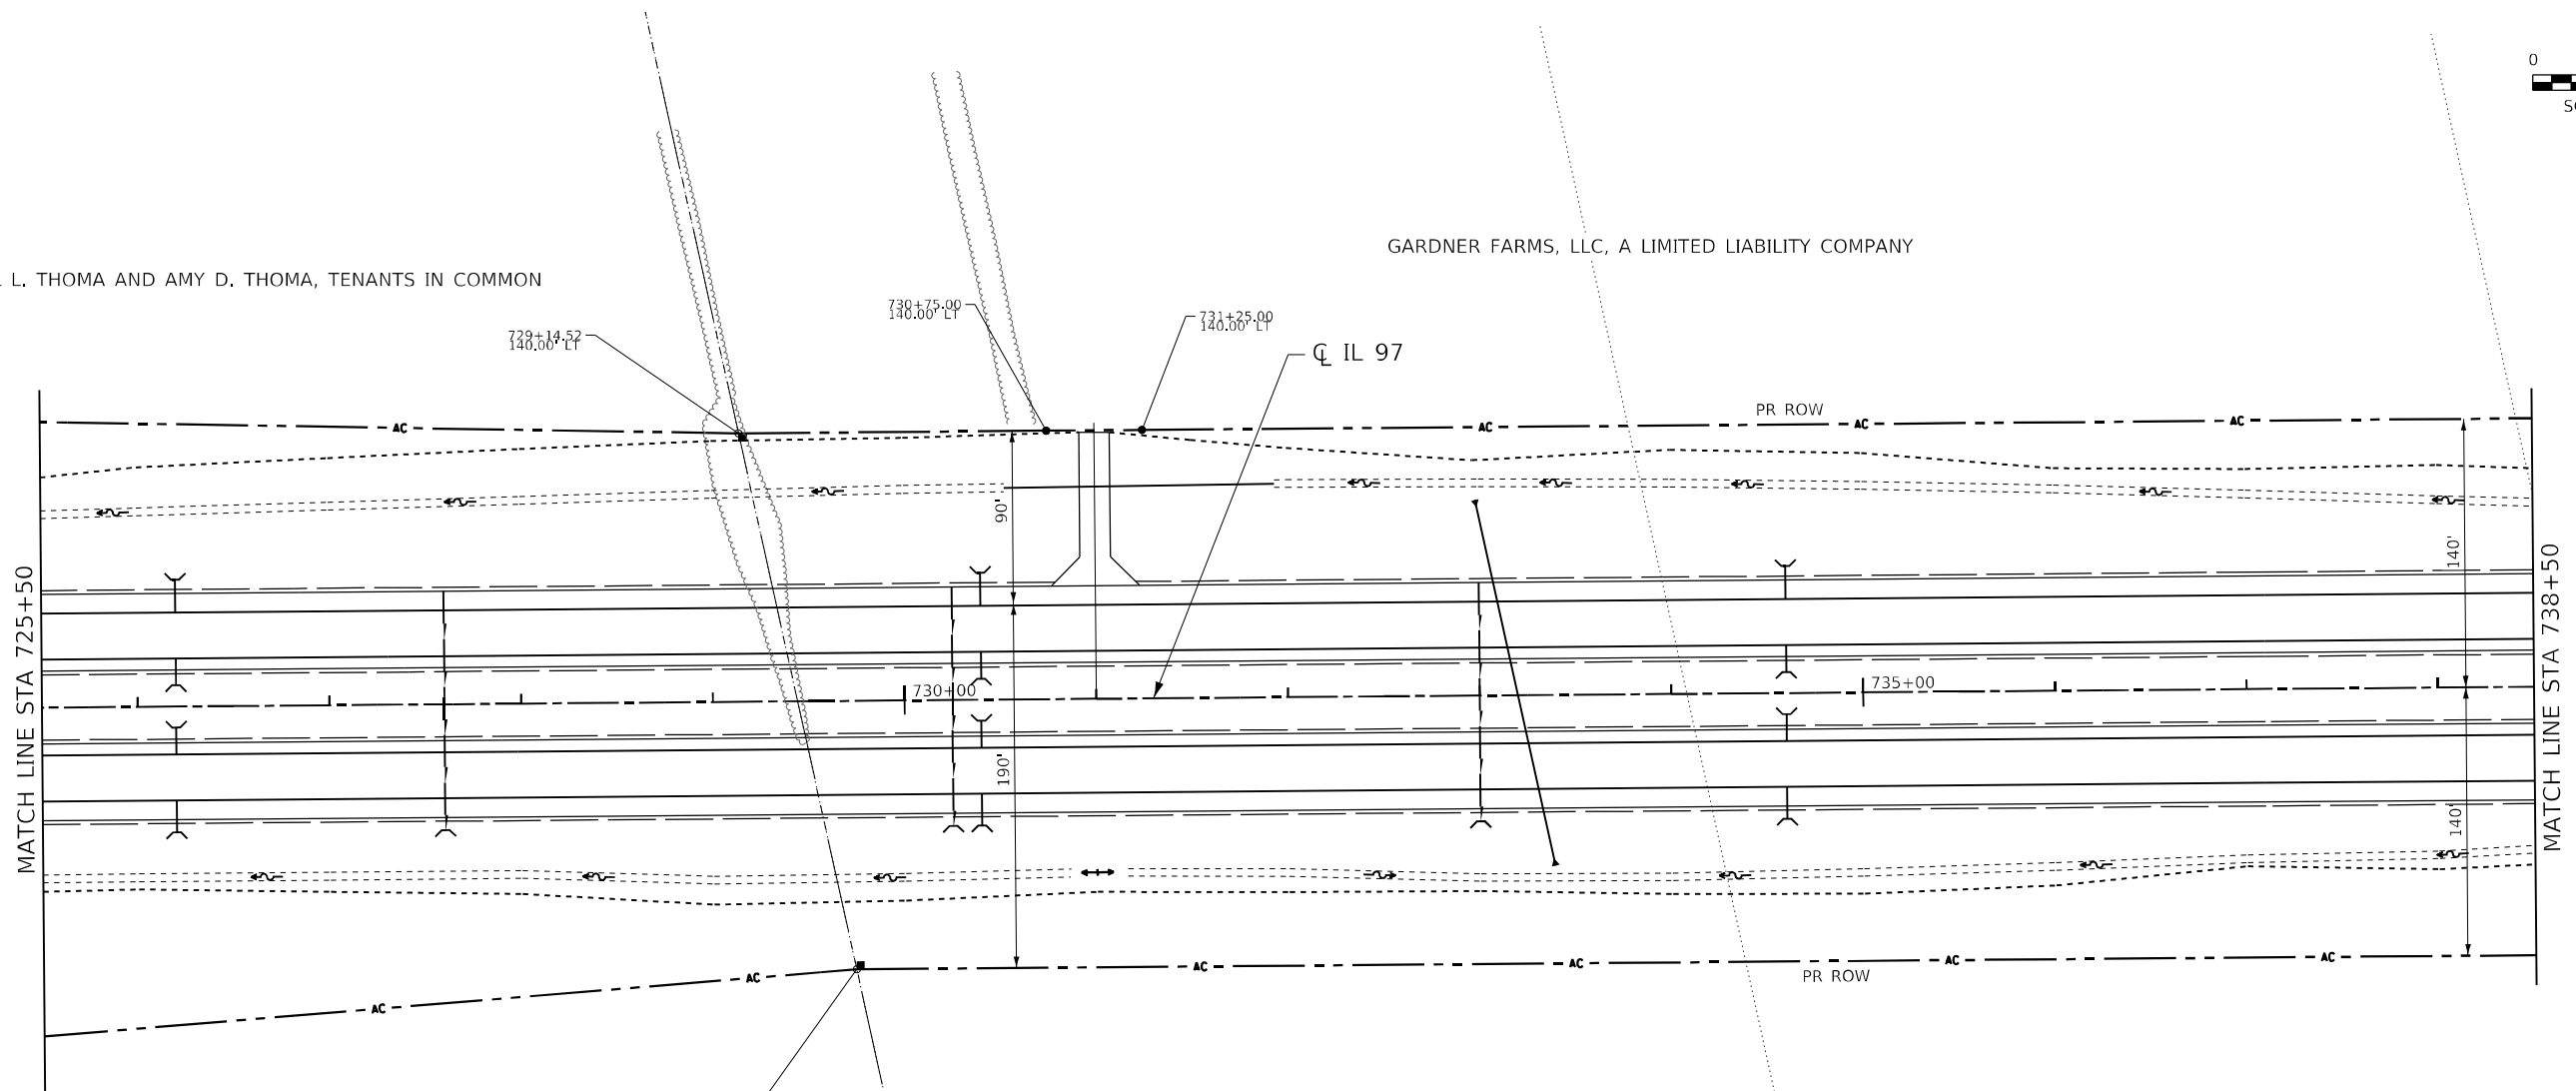 0
SC
GARDNER FARMS, LLC, A LIMITED LIABILITY COMPANY
L. THOMA AND AMY D. THOMA, TENANTS IN COMMON
730+75.00
140.00' LT
731+25.00
140.00' LT
729+14.52
140.00' LT
℄ IL 97
PR ROW
AC
AC
AC
AC
AC
90'
140'
MATCH LINE STA 725+50
MATCH LINE STA 738+50
730+00
735+00
190'
140'
AC
AC
AC
AC
AC
AC
PR ROW